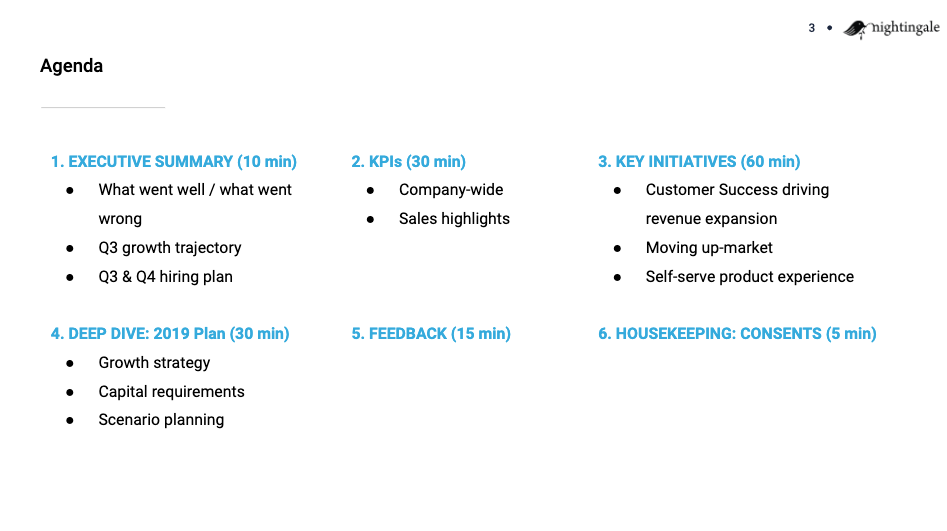 3 • nightingale
Agenda
1. EXECUTIVE SUMMARY (10 min)
● What went well / what went
wrong
● Q3 growth trajectory
● Q3 & Q4 hiring plan
2. KPIs (30 min)
● Company-wide
● Sales highlights
3. KEY INITIATIVES (60 min)
● Customer Success driving
revenue expansion
● Moving up-market
● Self-serve product experience
4. DEEP DIVE: 2019 Plan (30 min)
● Growth strategy
● Capital requirements
● Scenario planning
5. FEEDBACK (15 min)
6. HOUSEKEEPING: CONSENTS (5 min)